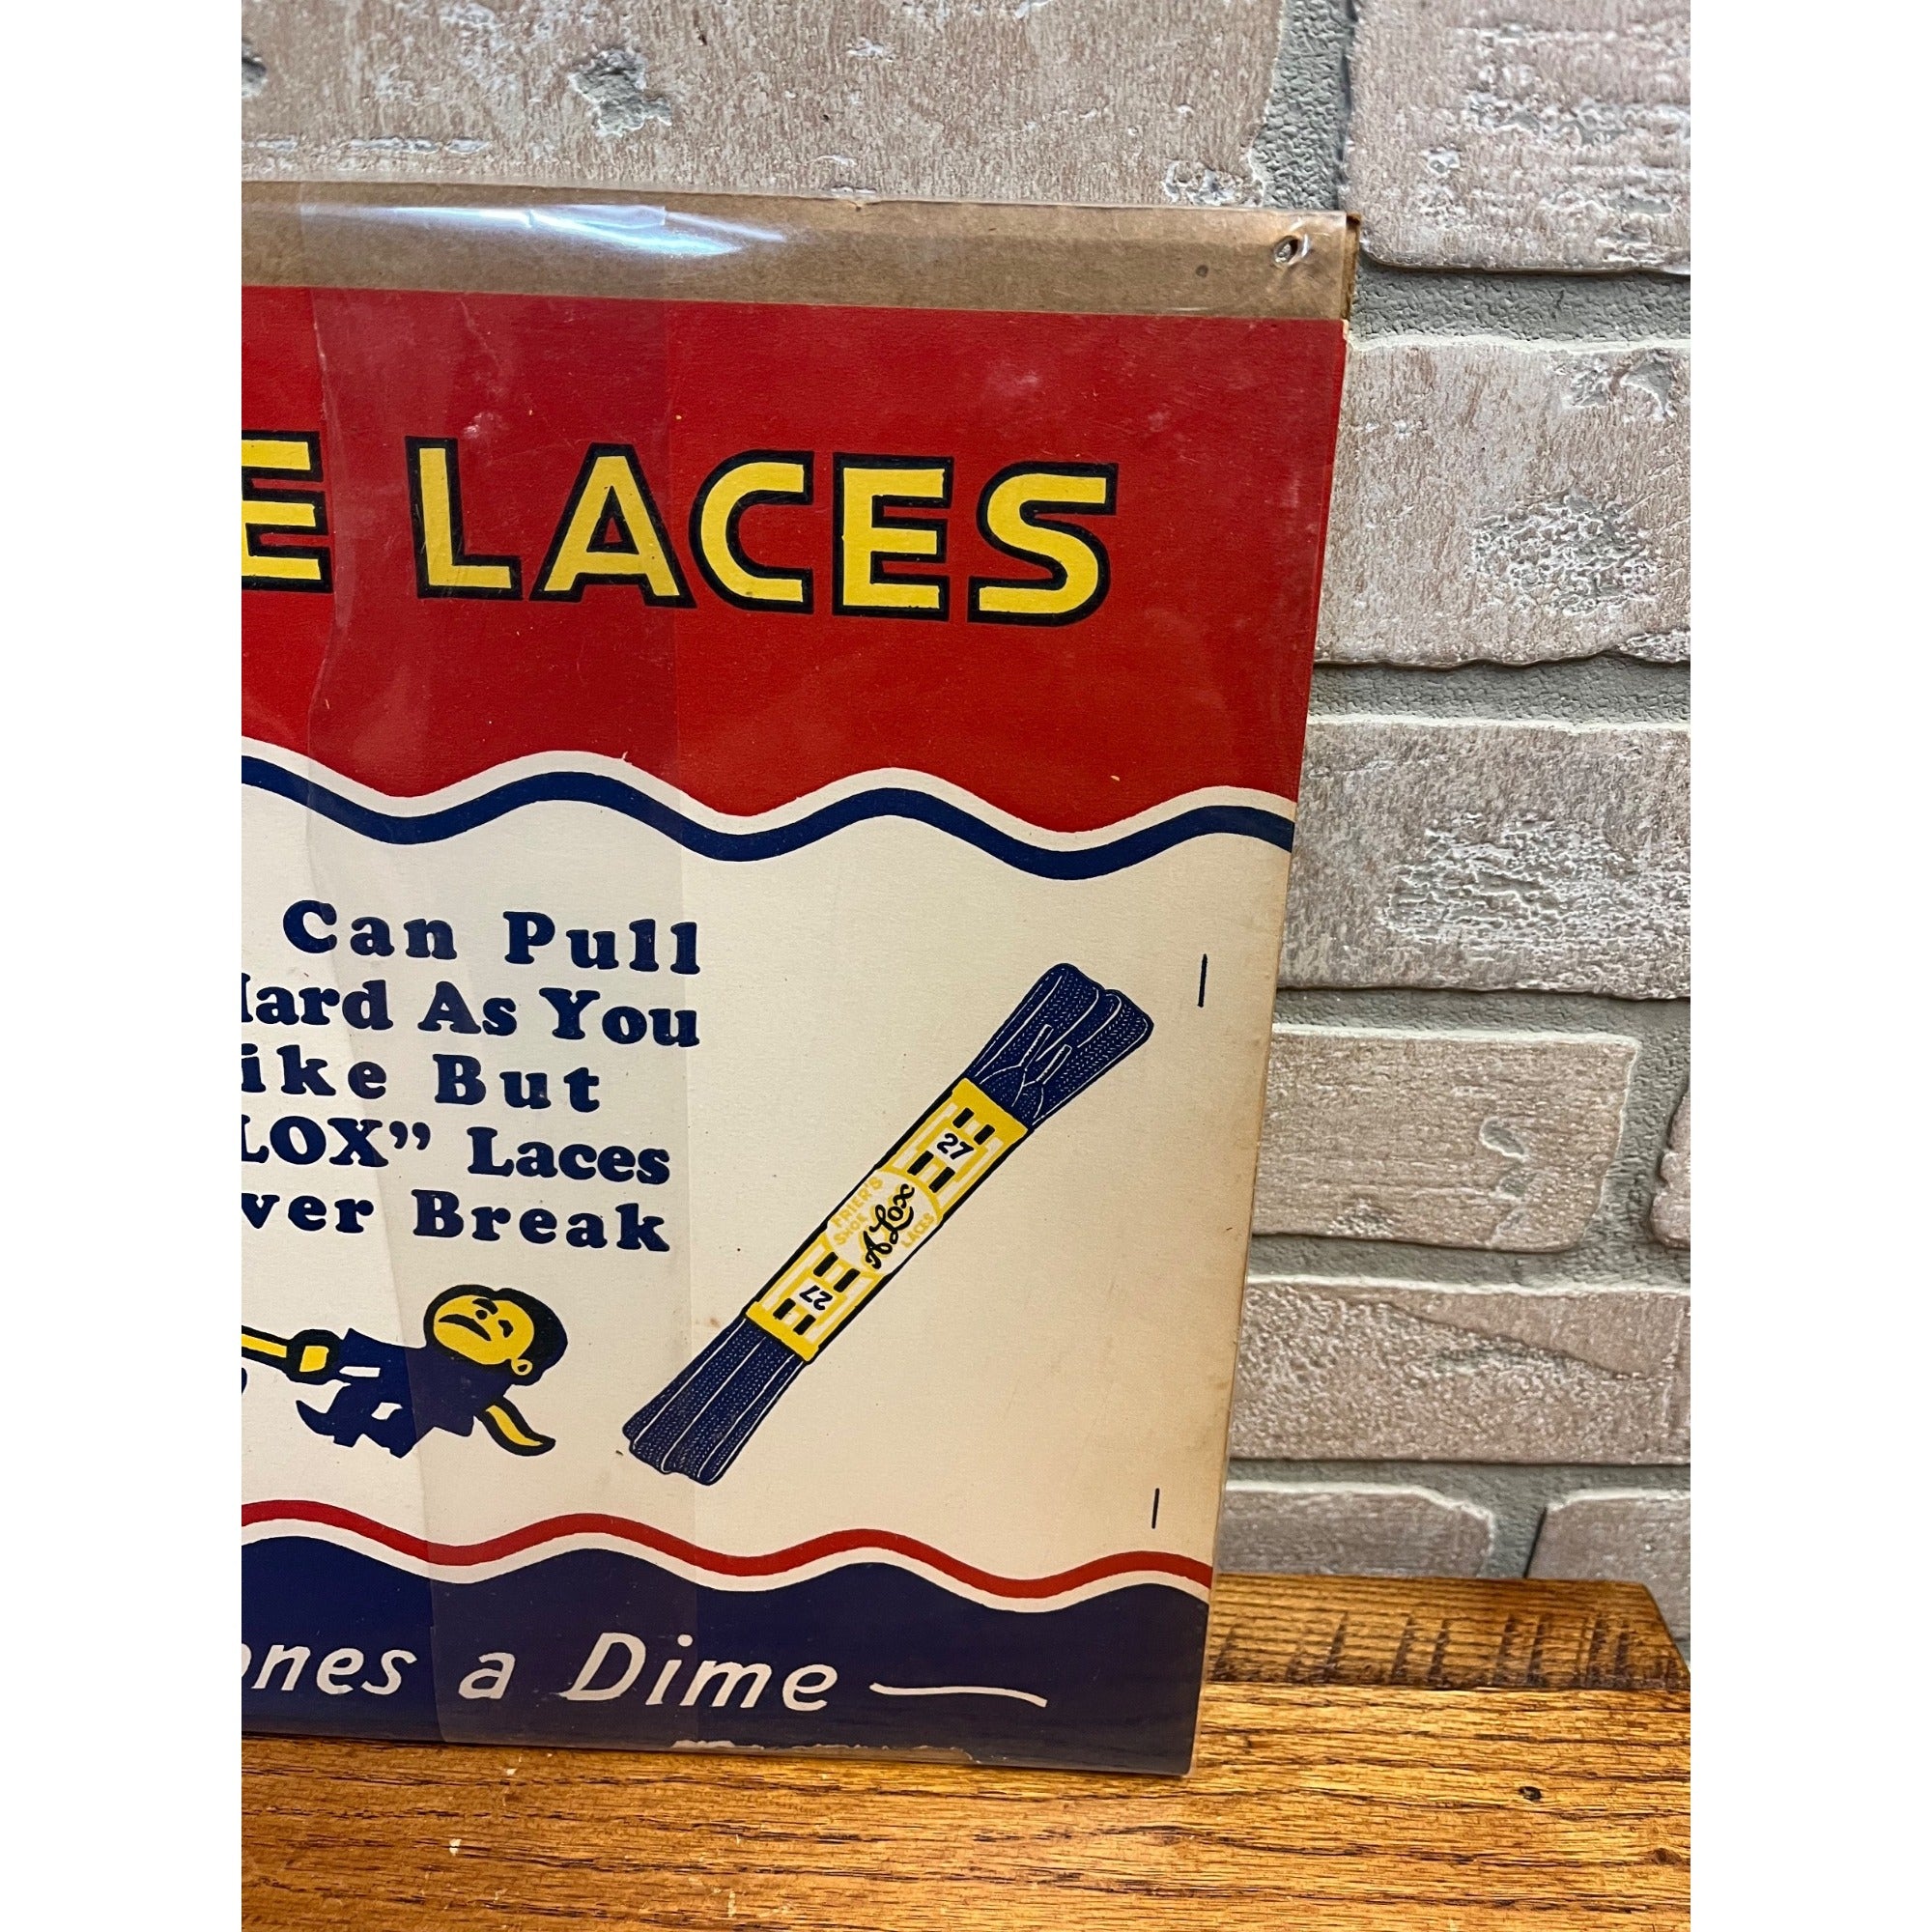 E LACES
Can Pull
Hard As You
ike But
LOX” Laces
ver Break
27
FRIER'S
SHOE
A Lox
LACES
27
ones a Dime —